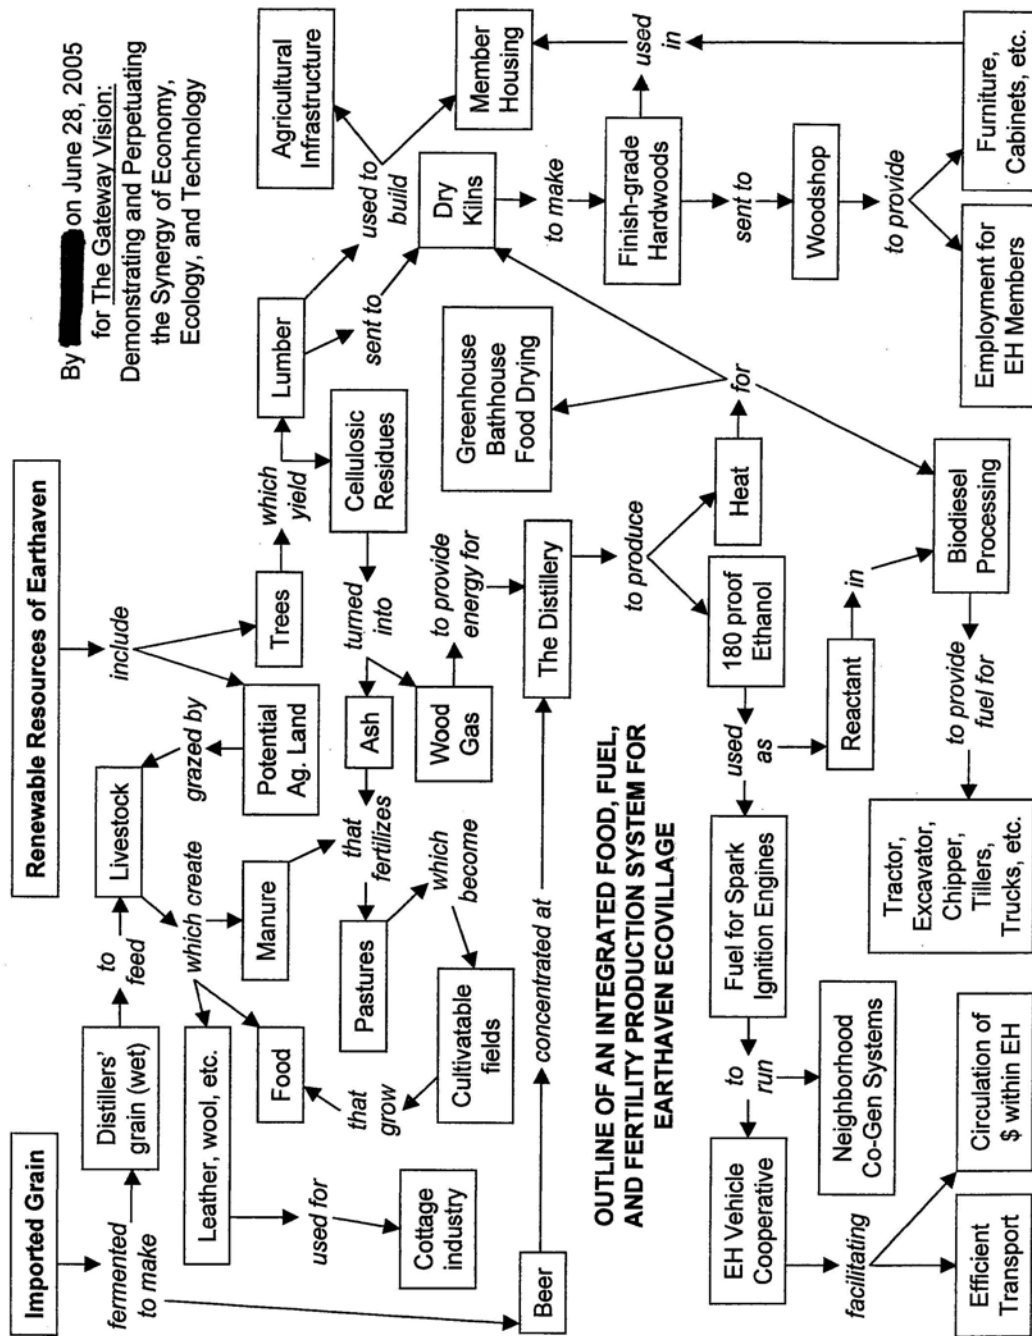 Imported Grain
Renewable Resources of Earthaven
By
on June 28, 2005
for The Gateway Vision:
Demonstrating and Perpetuating
the Synergy of Economy,
Ecology, and Technology
fermented
to make
Distillers'
grain (wet)
to
feed
Livestock
grazed by
Potential
Ag. Land
include
Trees
which
yield
Lumber
used to
build
Agricultural
Infrastructure
Member
Housing
sent to
Dry
Kilns
which create
Leather, wool, etc.
Food
Manure
used for
Cottage
industry
that
grow
Cultivatable
fields
which
become
Pastures
that
fertilizes
Ash
turned
into
Wood
Gas
Cellulosic
Residues
to provide
energy for
Beer
concentrated at
The Distillery
to produce
180 proof
Ethanol
Heat
for
Greenhouse
Bathhouse
Food Drying
to make
Finish-grade
Hardwoods
used
in
sent to
Woodshop
to provide
Employment for
EH Members
Furniture,
Cabinets, etc.
OUTLINE OF AN INTEGRATED FOOD, FUEL,
AND FERTILITY PRODUCTION SYSTEM FOR
EARTHAVEN ECOVILLAGE
used
as
Reactant
in
Biodiesel
Processing
to provide
fuel for
Tractor,
Excavator,
Chipper,
Tillers,
Trucks, etc.
Fuel for Spark
Ignition Engines
to
run
EH Vehicle
Cooperative
Neighborhood
Co-Gen Systems
facilitating
Efficient
Transport
Circulation of
$ within EH